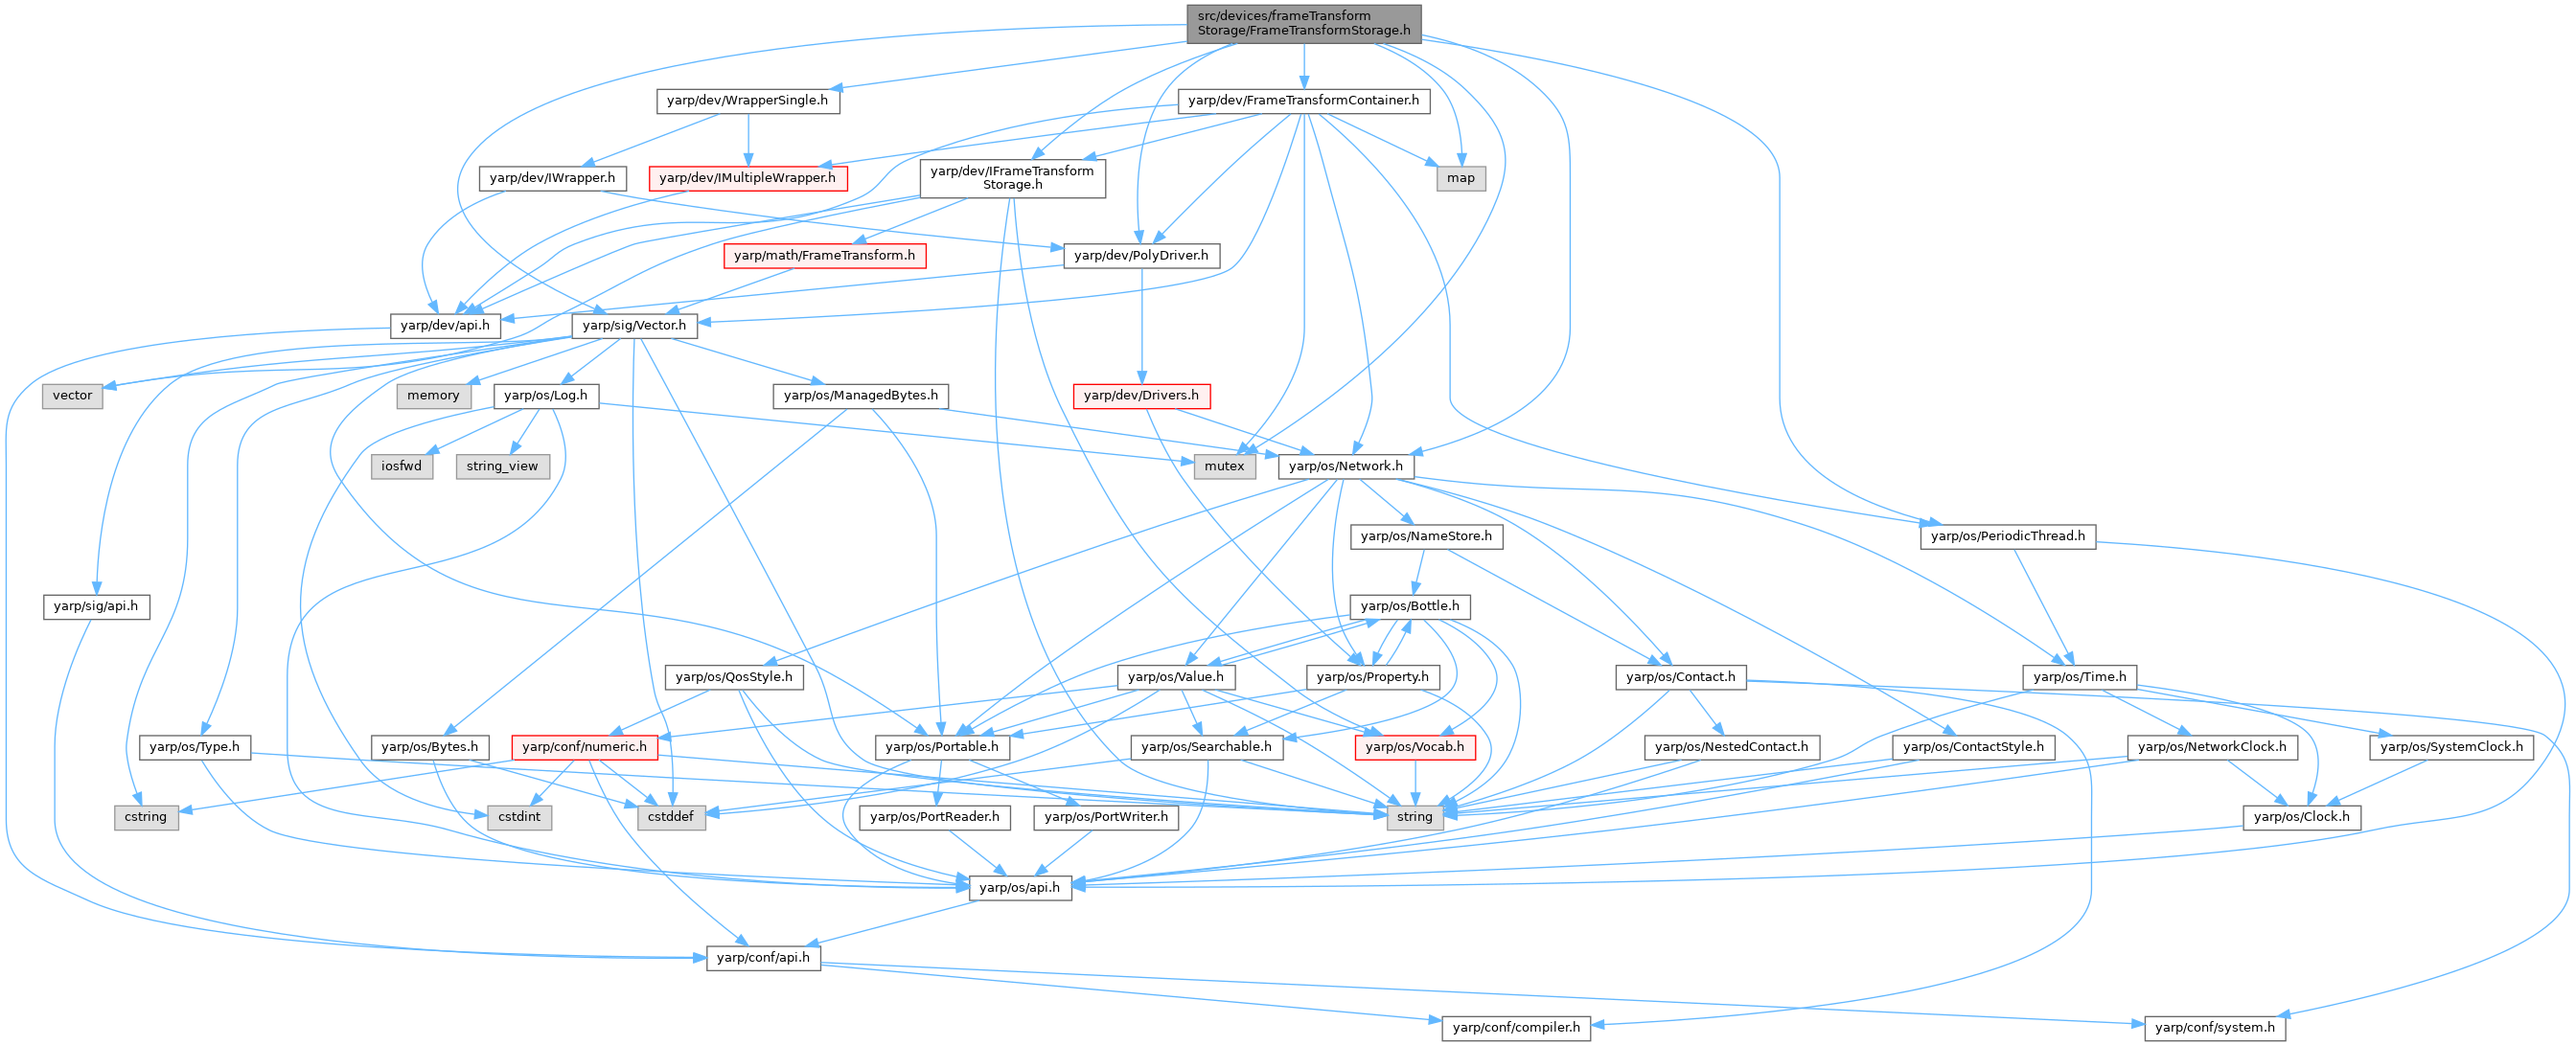 src/devices/frameTransform
Storage/FrameTransformStorage.h
yarp/dev/WrapperSingle.h
yarp/dev/FrameTransformContainer.h
yarp/dev/IWrapper.h
yarp/dev/IMultipleWrapper.h
yarp/dev/IFrameTransform
Storage.h
map
yarp/math/FrameTransform.h
yarp/dev/PolyDriver.h
yarp/dev/api.h
yarp/sig/Vector.h
vector
memory
yarp/os/Log.h
yarp/os/ManagedBytes.h
yarp/dev/Drivers.h
iosfwd
string_view
mutex
yarp/os/Network.h
yarp/os/NameStore.h
yarp/os/PeriodicThread.h
yarp/sig/api.h
yarp/os/Bottle.h
yarp/os/QosStyle.h
yarp/os/Value.h
yarp/os/Property.h
yarp/os/Contact.h
yarp/os/Time.h
yarp/os/Type.h
yarp/os/Bytes.h
yarp/conf/numeric.h
yarp/os/Portable.h
yarp/os/Searchable.h
yarp/os/Vocab.h
yarp/os/NestedContact.h
yarp/os/ContactStyle.h
yarp/os/NetworkClock.h
yarp/os/SystemClock.h
cstring
cstdint
cstddef
yarp/os/PortReader.h
yarp/os/PortWriter.h
string
yarp/os/Clock.h
yarp/os/api.h
yarp/conf/api.h
yarp/conf/compiler.h
yarp/conf/system.h